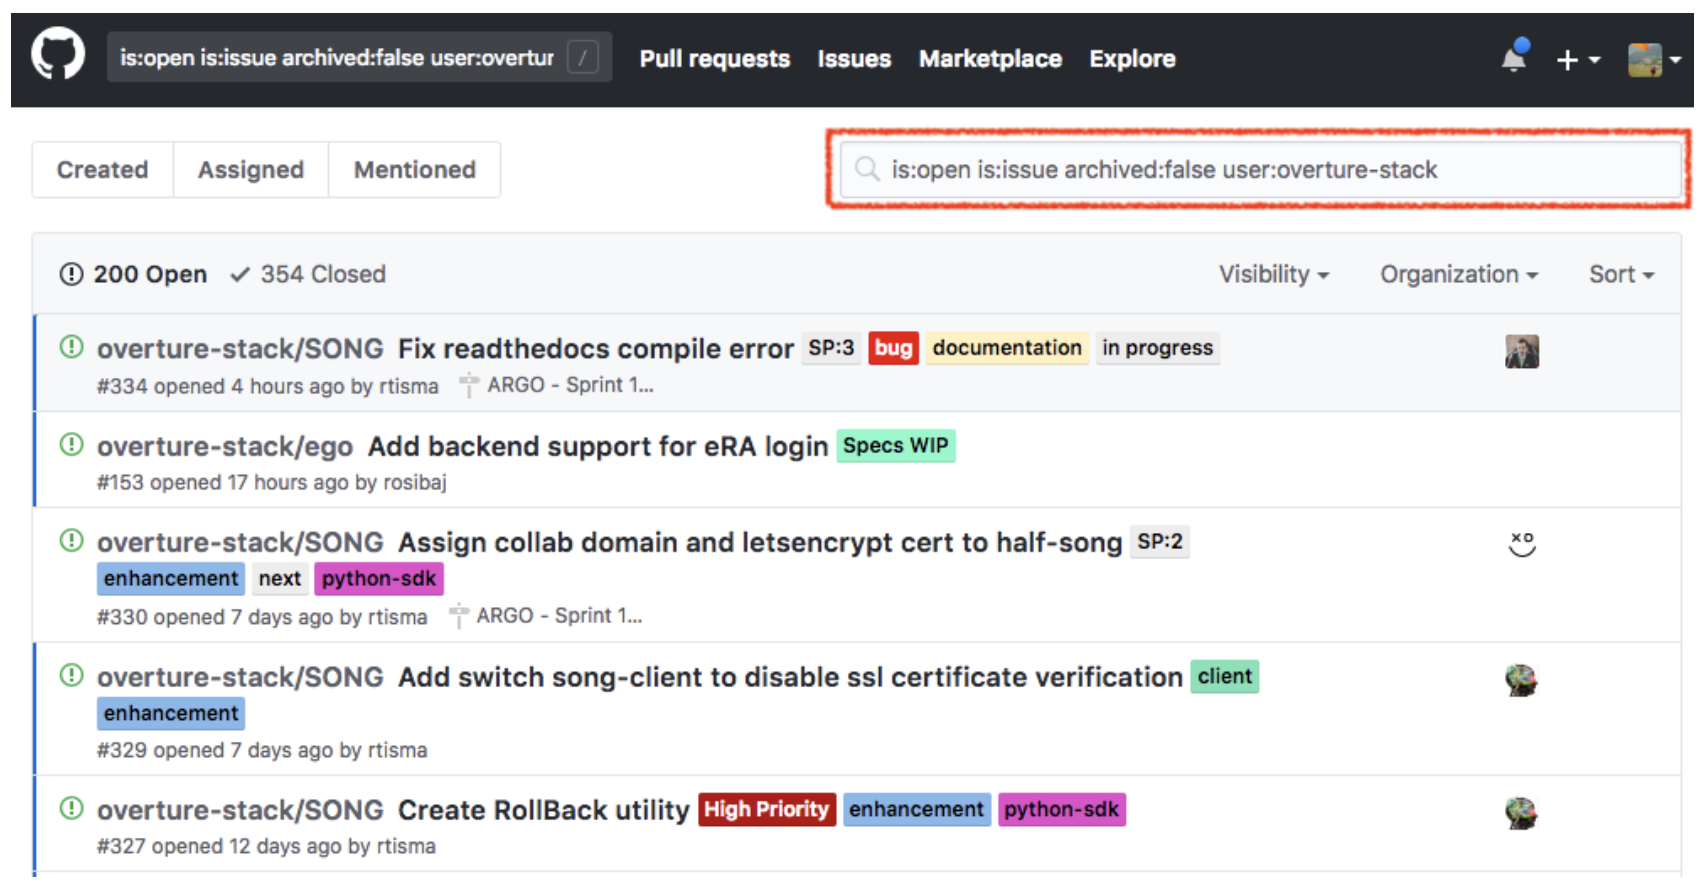 is:open is:issue archived:false user:overtur /
Pull requests Issues Marketplace Explore
Created Assigned Mentioned
is:open is:issue archived:false user:overture-stack
200 Open 354 Closed
Visibility Organization Sort
overture-stack/SONG Fix readthedocs compile error SP:3 bug documentation in progress
#334 opened 4 hours ago by rtisma ARGO - Sprint 1...
overture-stack/ego Add backend support for eRA login Specs WIP
#153 opened 17 hours ago by rosibaj
overture-stack/SONG Assign collab domain and letsencrypt cert to half-song SP:2
enhancement next python-sdk
#330 opened 7 days ago by rtisma ARGO - Sprint 1...
overture-stack/SONG Add switch song-client to disable ssl certificate verification client
enhancement
#329 opened 7 days ago by rtisma
overture-stack/SONG Create RollBack utility High Priority enhancement python-sdk
#327 opened 12 days ago by rtisma